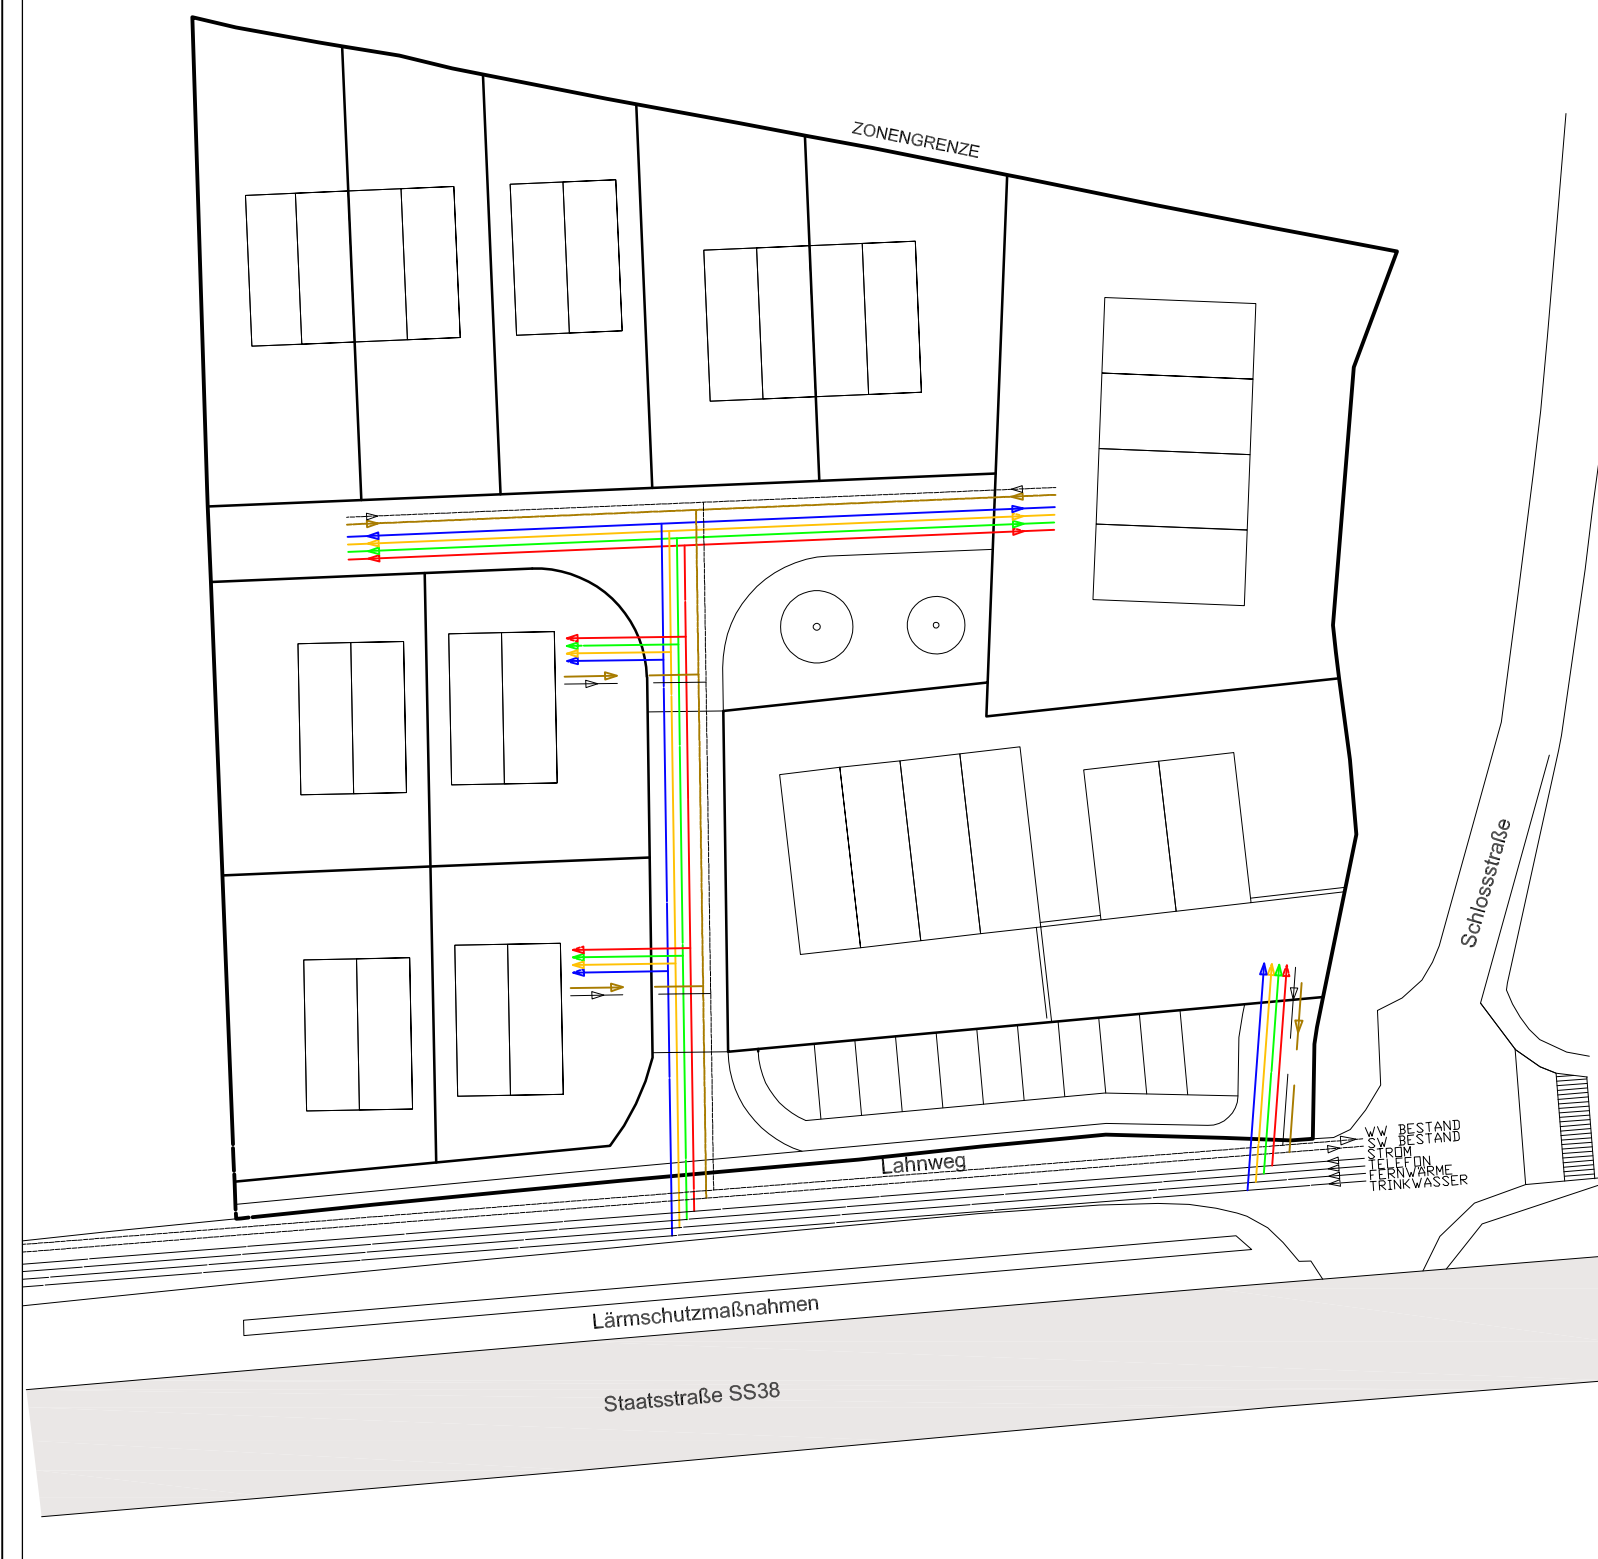 ZONENGRENZE
Schlossstraße
WW BESTAND
SW BESTAND
STROM
TELEFON
FERNWÄRME
TRINKWASSER
Lahnweg
Lärmschutzmaßnahmen
Staatsstraße SS38